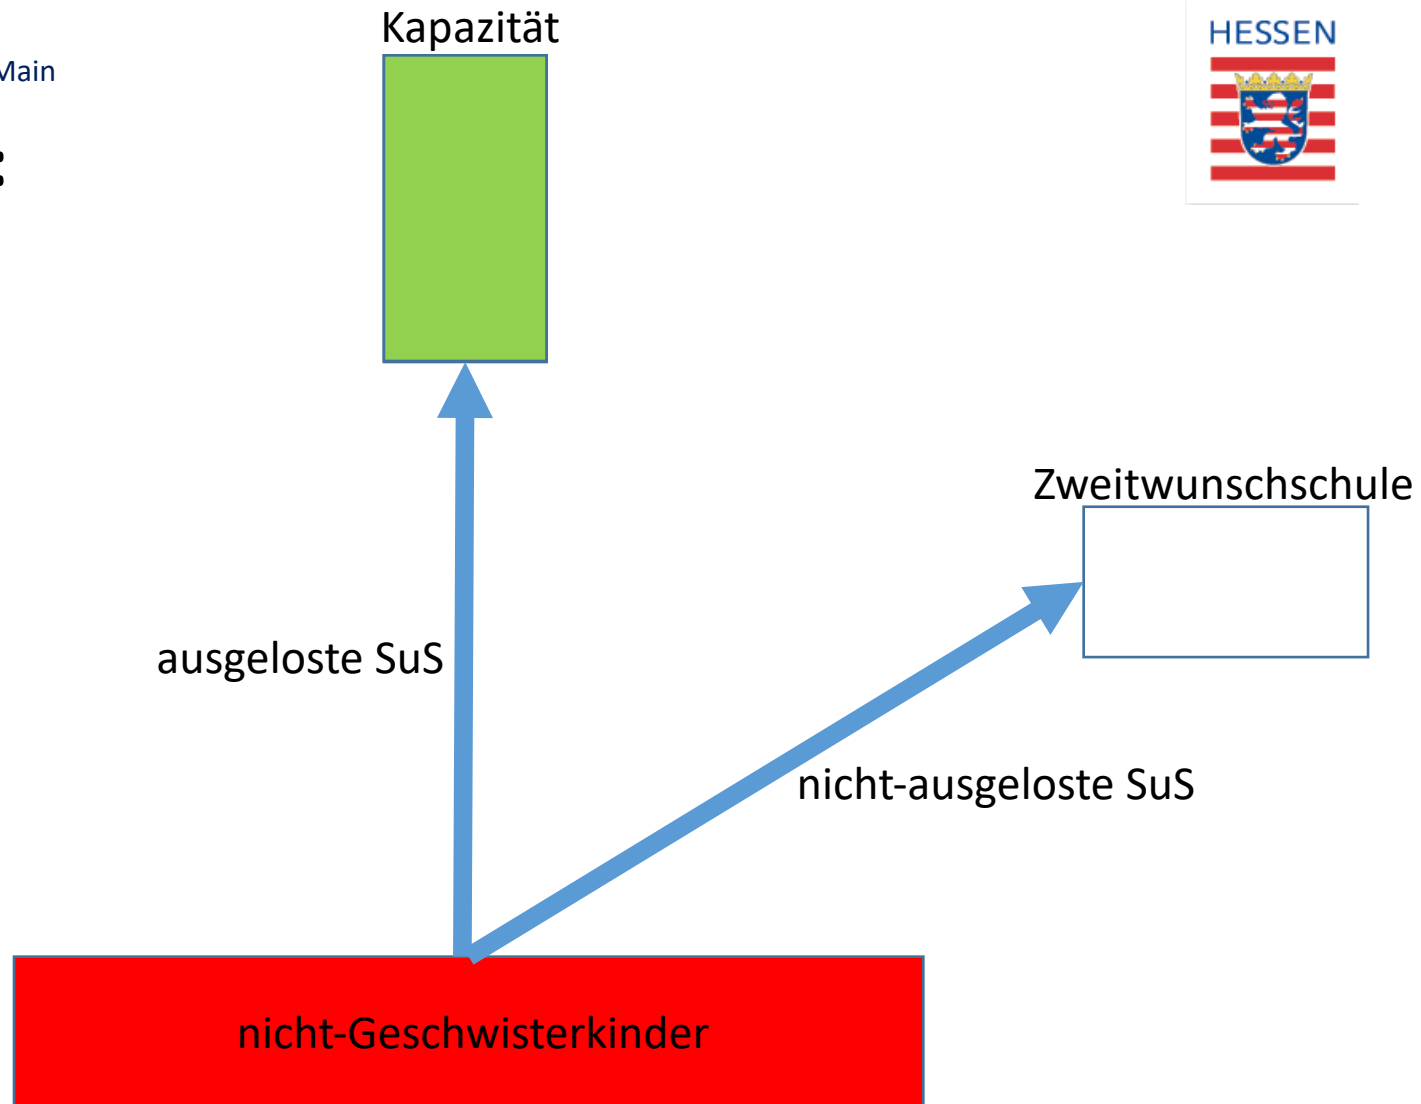 Kapazität
HESSEN
Main
:
Zweitwunschschule
ausgeloste SuS
nicht-ausgeloste SuS
nicht-Geschwisterkinder